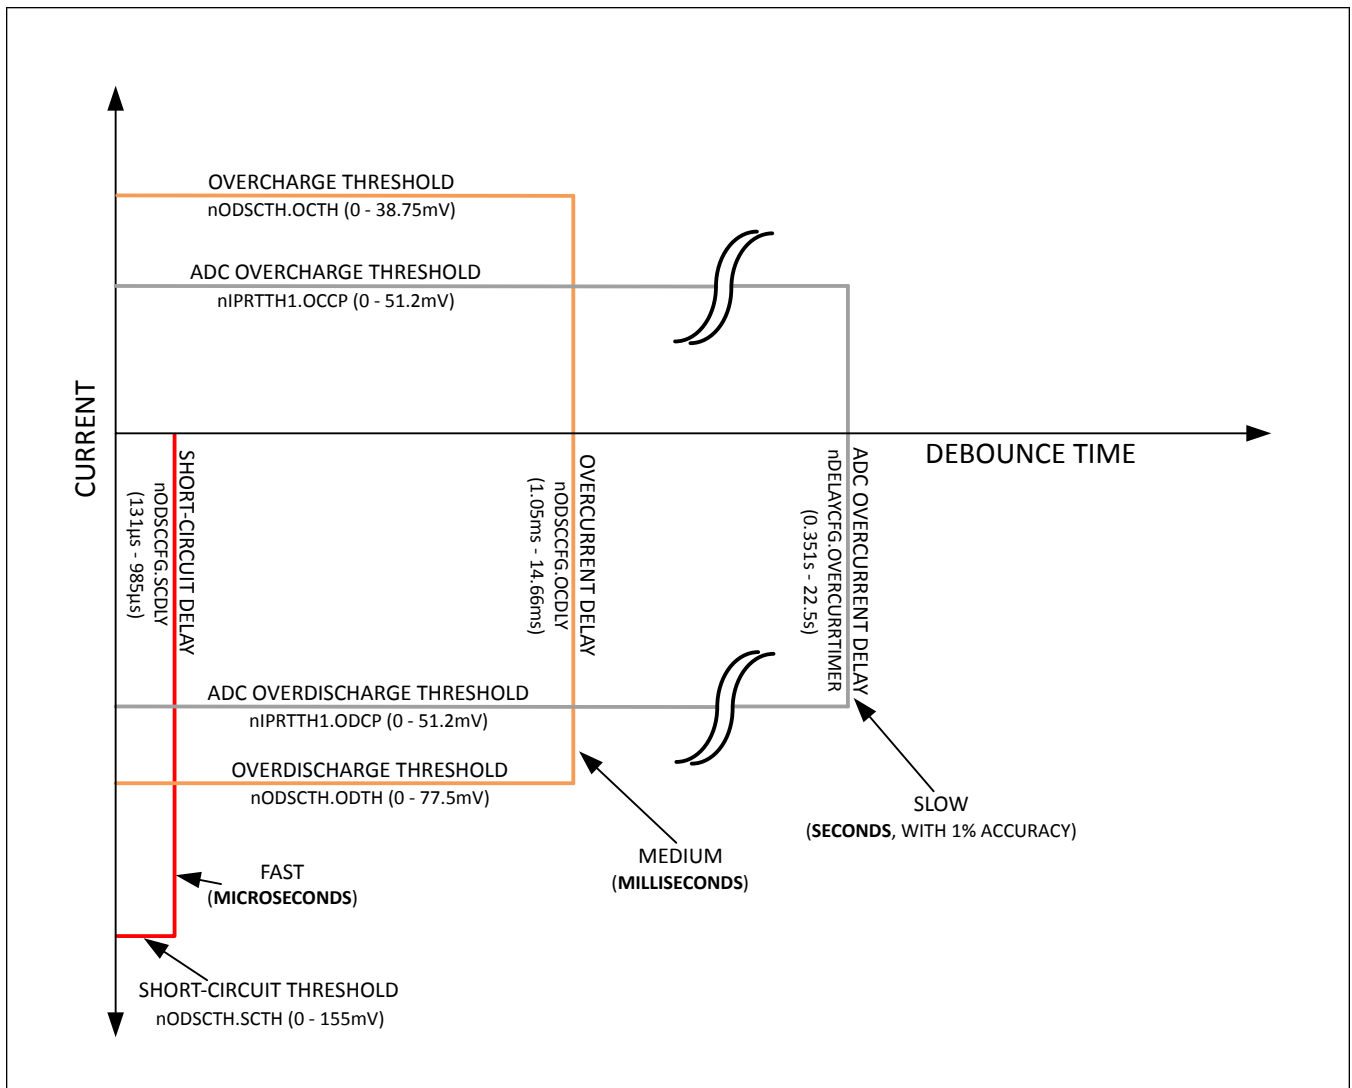 OVERCHARGE THRESHOLD
nODSCTH.OCTH (0 - 38.75mV)
ADC OVERCHARGE THRESHOLD
nIPRTTH1.OCCP (0 - 51.2mV)
CURRENT
DEBOUNCE TIME
SHORT-CIRCUIT DELAY
nODSCCFG.SCDLY
(131µs - 985µs)
OVERCURRENT DELAY
nODSCCFG.OCDLY
(1.05ms - 14.66ms)
ADC OVERCURRENT DELAY
nDELAYCFG.OVERCURRTIMER
(0.351s - 22.5s)
ADC OVERDISCHARGE THRESHOLD
nIPRTTH1.ODCP (0 - 51.2mV)
OVERDISCHARGE THRESHOLD
nODSCTH.ODTH (0 - 77.5mV)
SLOW
(SECONDS, WITH 1% ACCURACY)
MEDIUM
(MILLISECONDS)
FAST
(MICROSECONDS)
SHORT-CIRCUIT THRESHOLD
nODSCTH.SCTH (0 - 155mV)